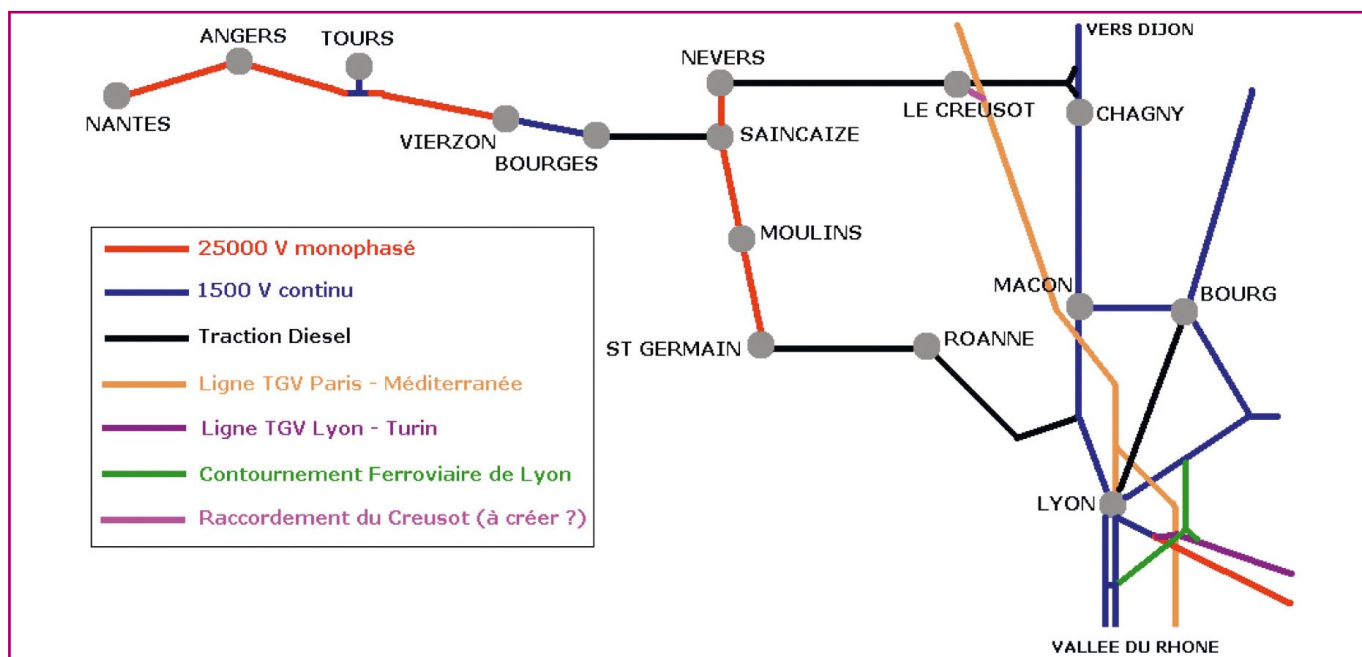 ANGERS
TOURS
NANTES
VIERZON
BOURGES
NEVERS
SAINCAIZE
LE CREUSOT
VERS DIJON
CHAGNY
MOULINS
MACON
BOURG
ST GERMAIN
ROANNE
LYON
VALLEE DU RHONE
25000 V monophasé
1500 V continu
Traction Diesel
Ligne TGV Paris - Méditerranée
Ligne TGV Lyon - Turin
Contournement Ferroviaire de Lyon
Raccordement du Creusot (à créer ?)